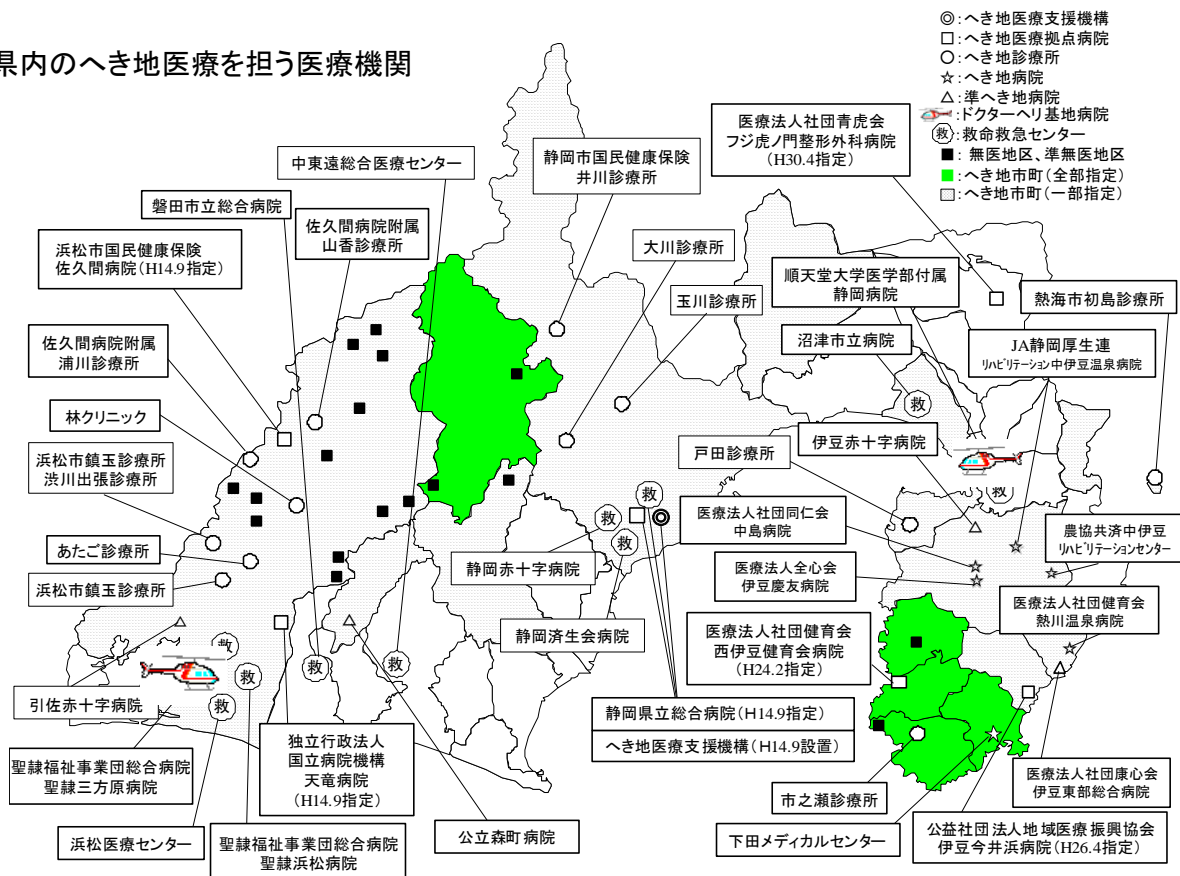 県内のへき地医療を担う医療機関
◎:へき地医療支援機構
□:へき地医療拠点病院
○:へき地診療所
☆:へき地病院
△:準へき地病院
:ドクターヘリ基地病院
救:救命救急センター
■:無医地区、準無医地区
■:へき地市町(全部指定)
□:へき地市町(一部指定)
医療法人社団青虎会
フジ虎ノ門整形外科病院
(H30.4指定)
中東遠総合医療センター
静岡市国民健康保険
井川診療所
磐田市立総合病院
佐久間病院附属
山香診療所
浜松市国民健康保険
佐久間病院(H14.9指定)
大川診療所
順天堂大学医学部付属
静岡病院
熱海市初島診療所
玉川診療所
沼津市立病院
JA静岡厚生連
リハビリテーション中伊豆温泉病院
佐久間病院附属
浦川診療所
林クリニック
救
伊豆赤十字病院
戸田診療所
浜松市鎮玉診療所
渋川出張診療所
救
救
救
救
医療法人社団同仁会
中島病院
農協共済中伊豆
リハビリテーションセンター
あたご診療所
静岡赤十字病院
医療法人全心会
伊豆慶友病院
浜松市鎮玉診療所
医療法人社団健育会
熱川温泉病院
静岡済生会病院
医療法人社団健育会
西伊豆健育会病院
(H24.2指定)
救
救
救
救
救
引佐赤十字病院
静岡県立総合病院(H14.9指定)
へき地医療支援機構(H14.9設置)
独立行政法人
国立病院機構
天竜病院
(H14.9指定)
聖隷福祉事業団総合病院
聖隷三方原病院
医療法人社団康心会
伊豆東部総合病院
市之瀬診療所
浜松医療センター
聖隷福祉事業団総合病院
聖隷浜松病院
公立森町病院
下田メディカルセンター
公益社団法人地域医療振興協会
伊豆今井浜病院(H26.4指定)